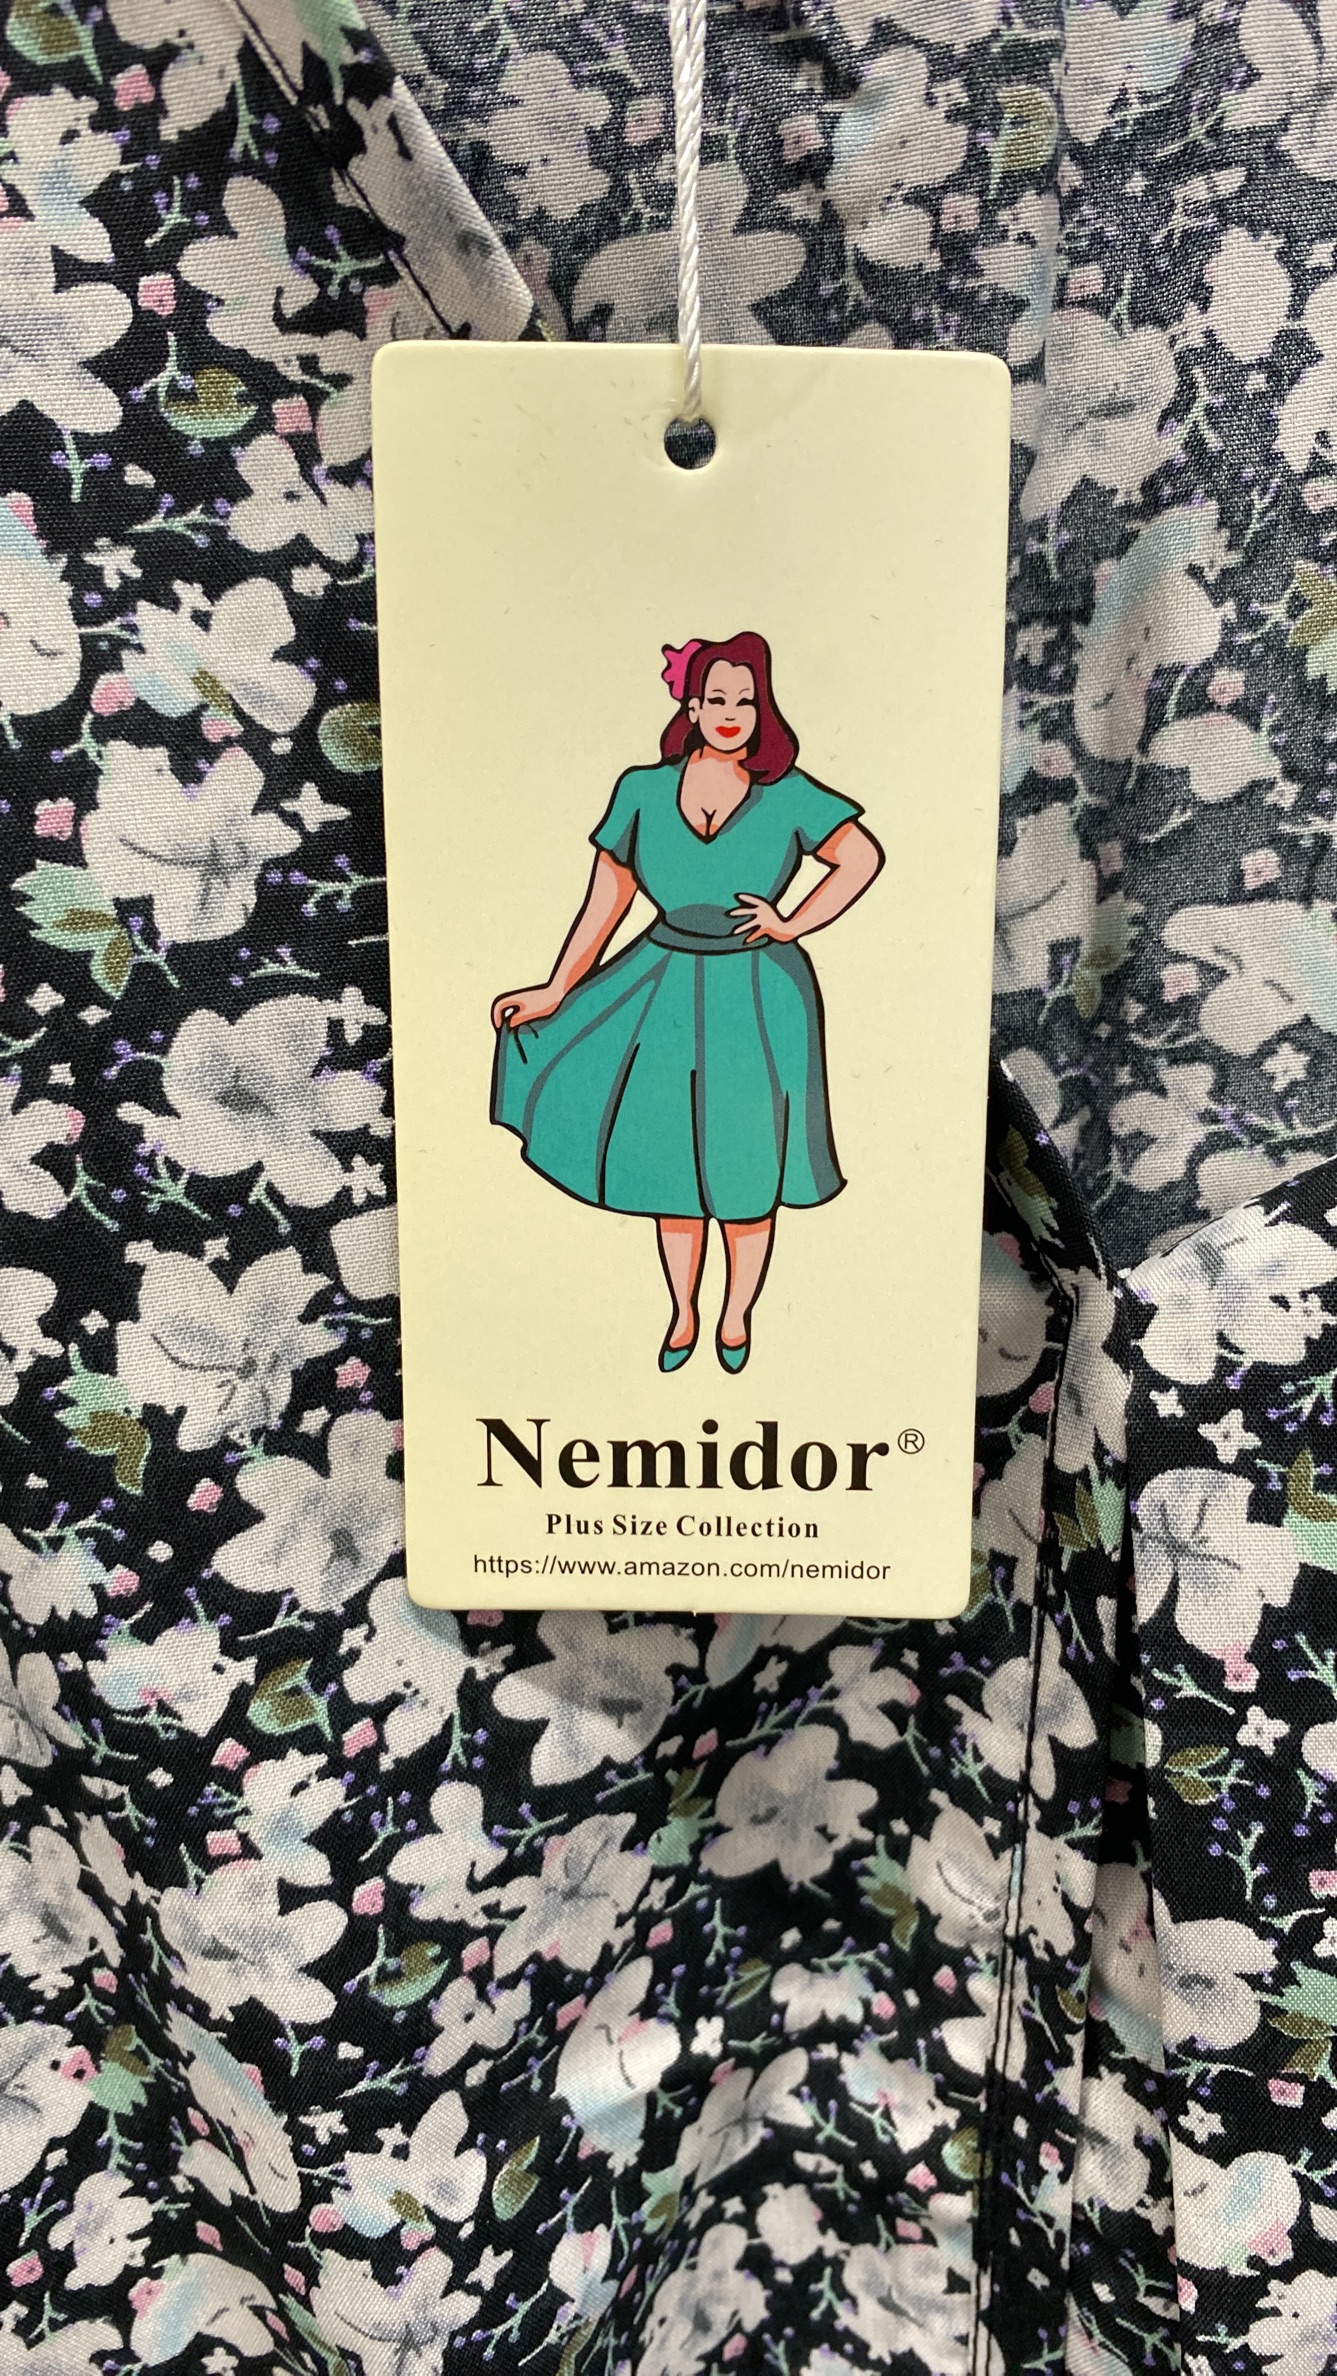 Nemidor®
Plus Size Collection
https://www.amazon.com/nemidor